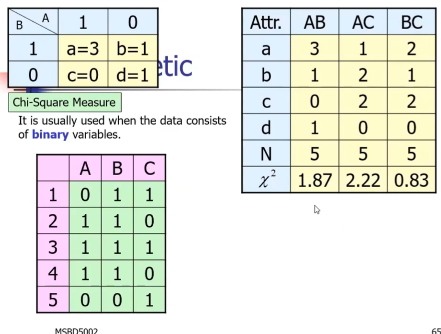 B A 1 0
1 a=3 b=1
0 c=0 d=1
etic
Chi-Square Measure
It is usually used when the data consists
of binary variables.
A B C
1 0 1 1
2 1 1 0
3 1 1 1
4 1 1 0
5 0 0 1
Attr. AB AC BC
a 3 1 2
b 1 2 1
c 0 2 2
d 1 0 0
N 5 5 5
χ² 1.87 2.22 0.83
MSBD5002 65